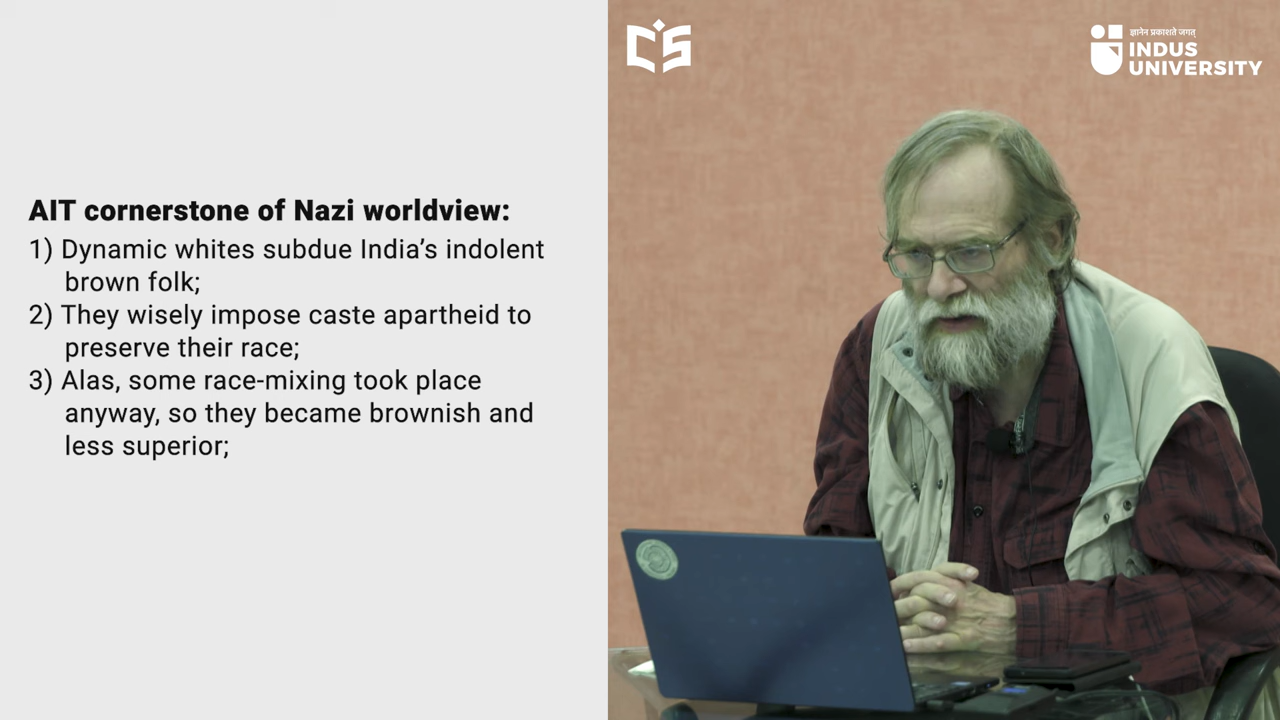 AIT cornerstone of Nazi worldview:
1) Dynamic whites subdue India's indolent
brown folk;
2) They wisely impose caste apartheid to
preserve their race;
3) Alas, some race-mixing took place
anyway, so they became brownish and
less superior;
CIS
ज्ञानेन प्रकाशते जगत्
INDUS
UNIVERSITY